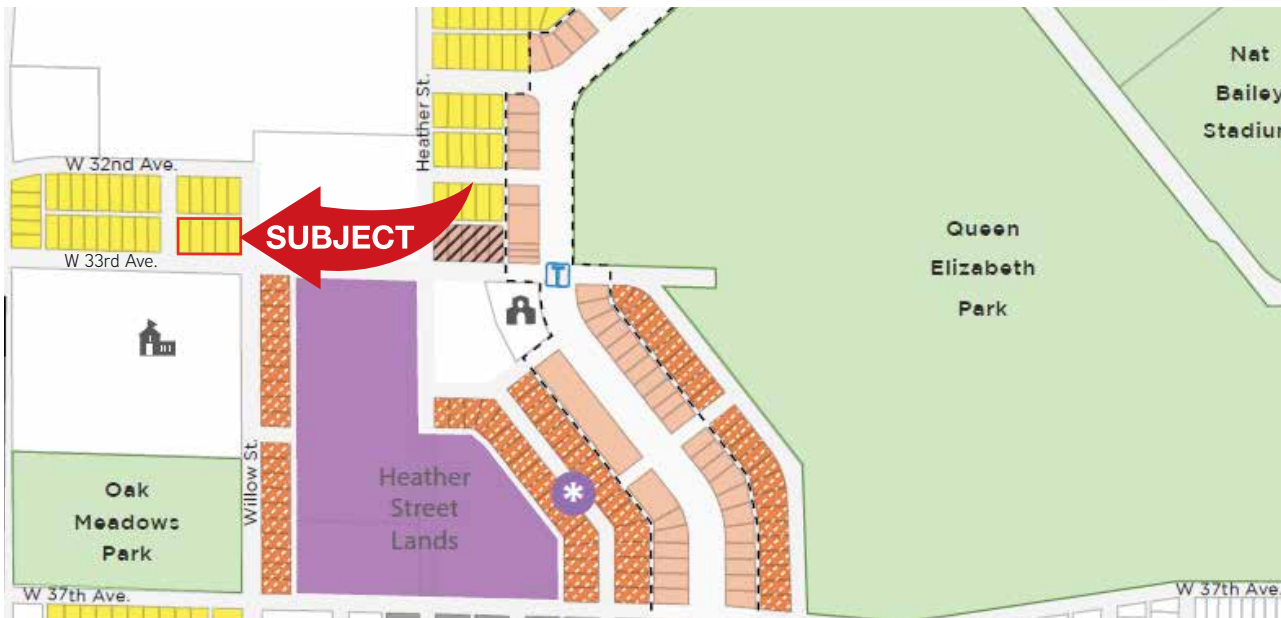 Nat
Bailey
Stadium
Heather St.
W 32nd Ave.
SUBJECT
W 33rd Ave.
Queen
Elizabeth
Park
T
Heather
Street
Lands
*
Willow St.
Oak
Meadows
Park
W 37th Ave.
W 37th Ave.